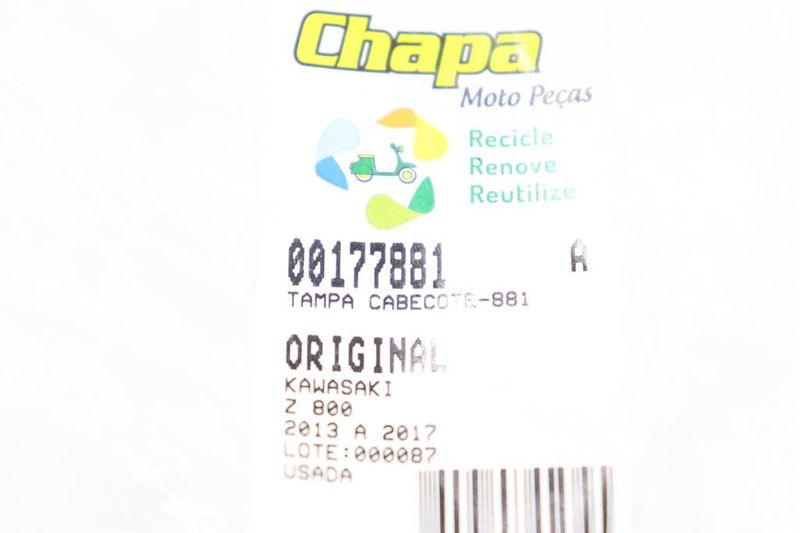 Chapa
Moto Peças
Recicle
Renove
Reutilize
00177881 A
TAMPA CABECOTE-881
ORIGINAL
KAWASAKI
Z 800
2013 A 2017
LOTE:000087
USADA